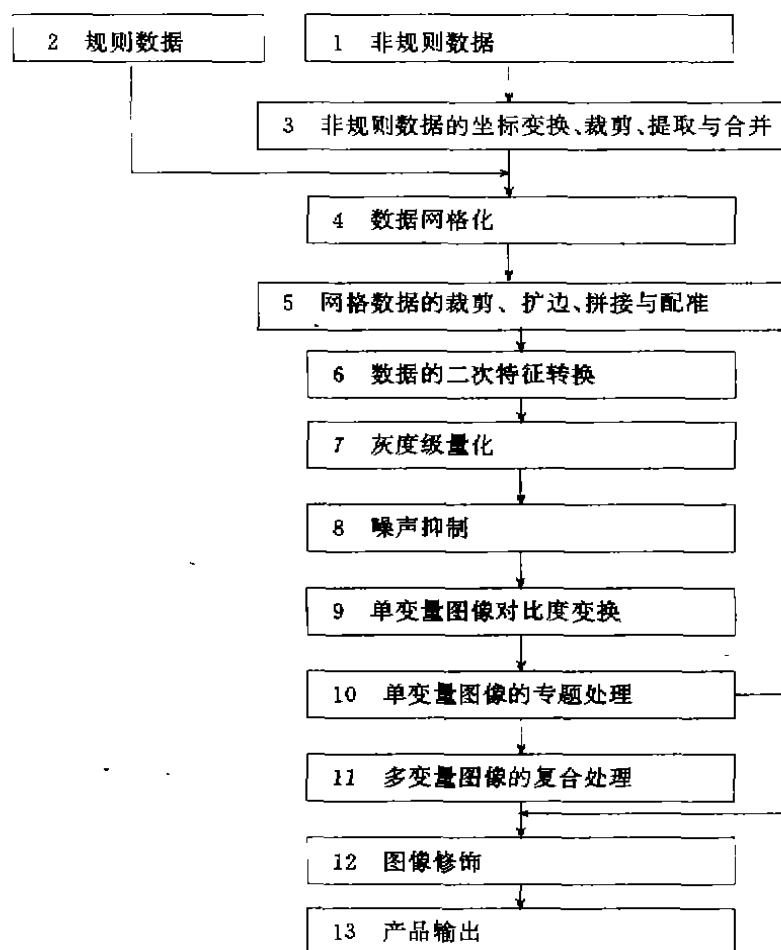 2 规则数据
1 非规则数据
3 非规则数据的坐标变换、裁剪、提取与合并
4 数据网格化
5 网格数据的裁剪、扩边、拼接与配准
6 数据的二次特征转换
7 灰度级量化
8 噪声抑制
9 单变量图像对比度变换
10 单变量图像的专题处理
11 多变量图像的复合处理
12 图像修饰
13 产品输出